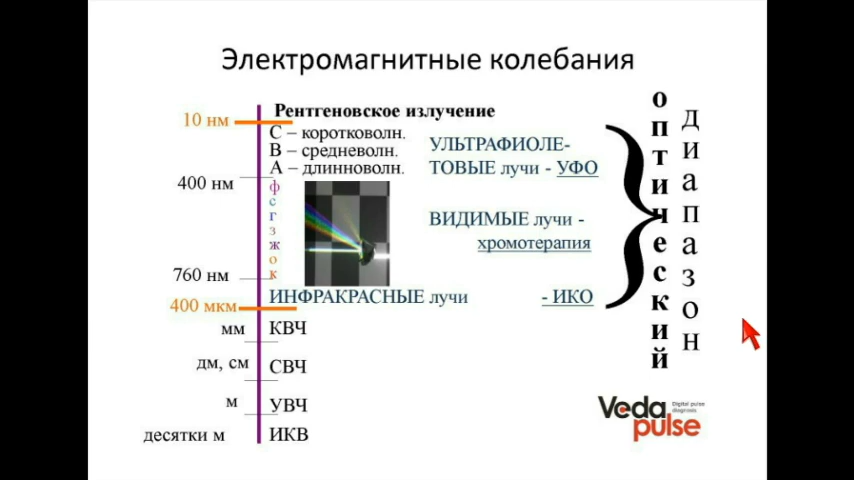 Электромагнитные колебания
10 нм
Рентгеновское излучение
С – коротковолн.
В – средневолн.
А – длинноволн.
УЛЬТРАФИОЛЕ-
ТОВЫЕ лучи - УФО
400 нм
ф
с
г
з
ж
о
к
ВИДИМЫЕ лучи -
хромотерапия
760 нм
400 мкм
ИНФРАКРАСНЫЕ лучи - ИКО
мм КВЧ
дм, см СВЧ
м УВЧ
десятки м ИКВ
оптический
диапазон
Veda
pulse
Digital pulse
diagnosis